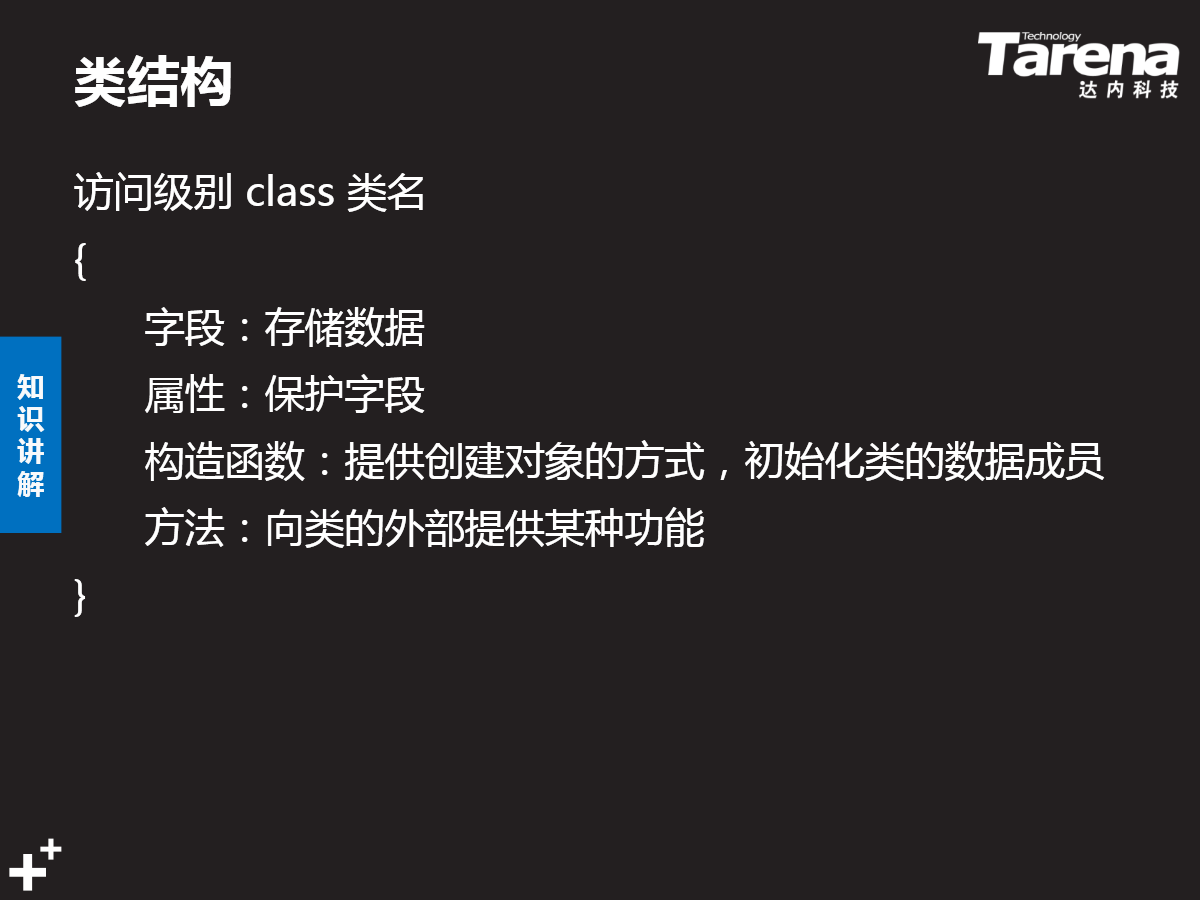 类结构
Technology
Tarena
达内科技
访问级别 class 类名
{
字段：存储数据
属性：保护字段
构造函数：提供创建对象的方式，初始化类的数据成员
方法：向类的外部提供某种功能
}
知识讲解